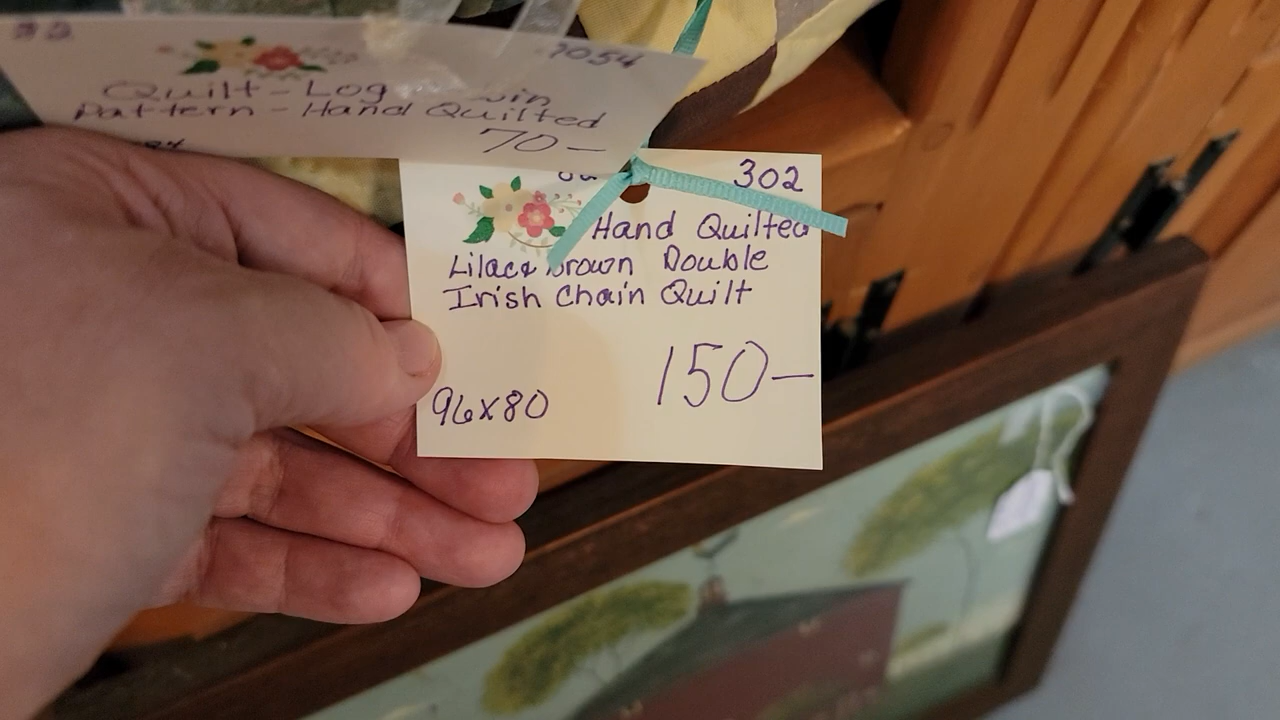 7054
Quilt - Log
Pattern - Hand Quilted
70 -
302
Hand Quilted
Lilac & Brown Double
Irish Chain Quilt
150 -
96x80